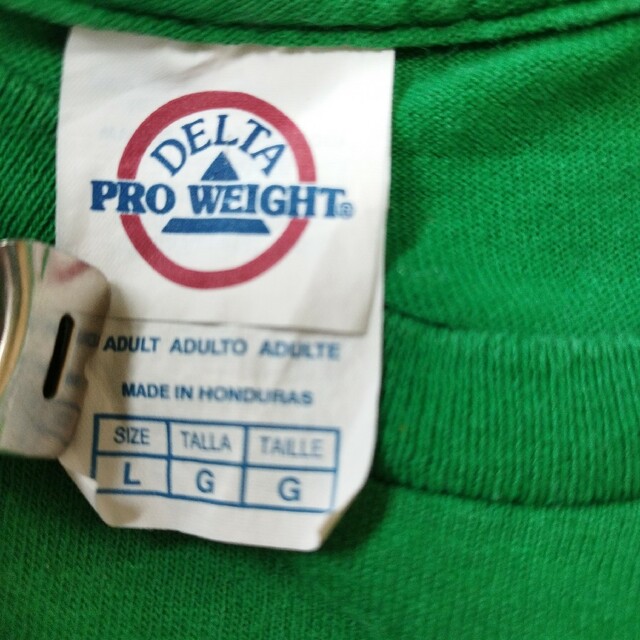 DELTA
PRO WEIGHT®
ADULT ADULTO ADULTE
MADE IN HONDURAS
SIZE TALLA TAILLE
L G G